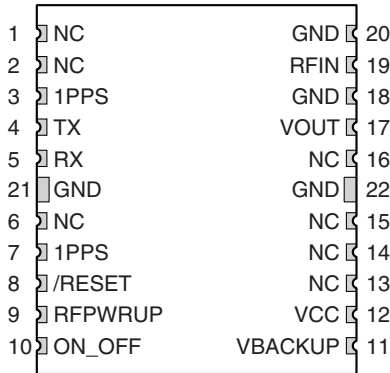 1 NC GND 20
2 NC RFIN 19
3 1PPS GND 18
4 TX VOUT 17
5 RX NC 16
21 GND GND 22
6 NC NC 15
7 1PPS NC 14
8 /RESET NC 13
9 RFPWRUP VCC 12
10 ON_OFF VBACKUP 11